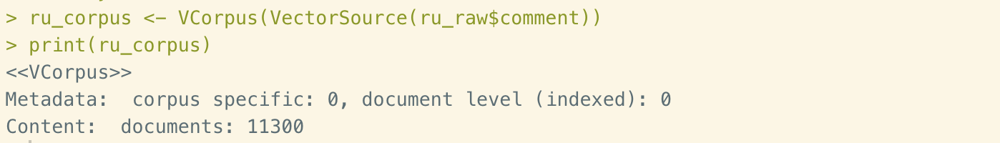 > ru_corpus <- VCorpus(VectorSource(ru_raw$comment))
> print(ru_corpus)
<<VCorpus>>
Metadata:  corpus specific: 0, document level (indexed): 0
Content:  documents: 11300